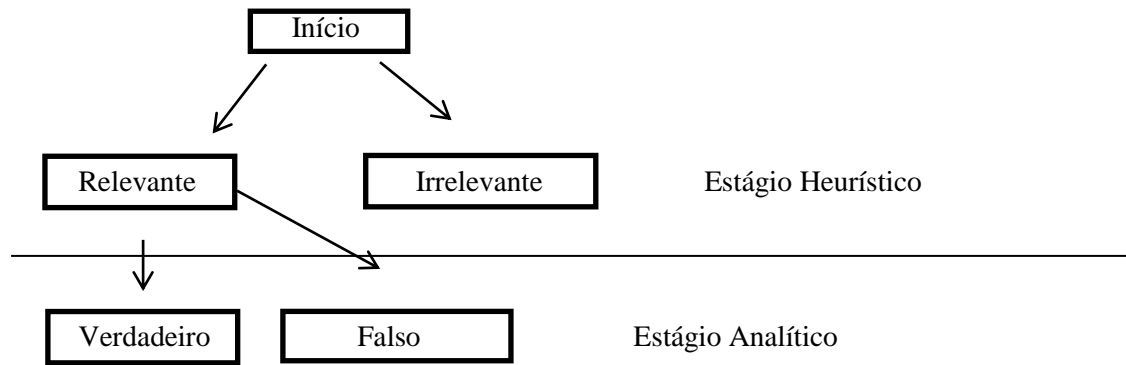 Início
Relevante Irrelevante Estágio Heurístico
Verdadeiro Falso Estágio Analítico